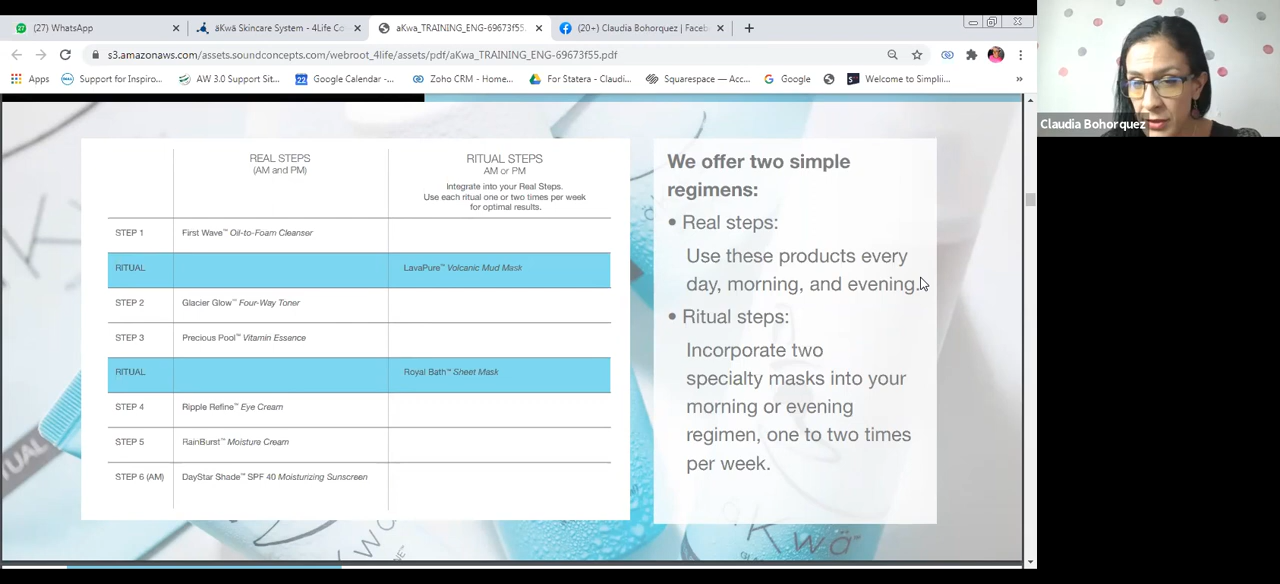 (27) WhatsApp
äKwä Skincare System - 4Life Co
aKwa_TRAINING_ENG-69673f55.
(20+) Claudia Bohorquez | Faceb
s3.amazonaws.com/assets.soundconcepts.com/webroot_4life/assets/pdf/aKwa_TRAINING_ENG-69673f55.pdf
Apps
Support for Inspiro...
AW 3.0 Support Sit...
Google Calendar -...
Zoho CRM - Home...
For Statera - Claudi...
Squarespace — Acc...
Google
Welcome to Simplii...
»
Claudia Bohorquez
REAL STEPS
(AM and PM)
RITUAL STEPS
AM or PM
Integrate into your Real Steps.
Use each ritual one or two times per week
for optimal results.
STEP 1 First Wave™ Oil-to-Foam Cleanser
RITUAL LavaPure™ Volcanic Mud Mask
STEP 2 Glacier Glow™ Four-Way Toner
STEP 3 Precious Pool™ Vitamin Essence
RITUAL Royal Bath™ Sheet Mask
STEP 4 Ripple Refine™ Eye Cream
STEP 5 RainBurst™ Moisture Cream
STEP 6 (AM) DayStar Shade™ SPF 40 Moisturizing Sunscreen
We offer two simple
regimens:
• Real steps:
Use these products every
day, morning, and evening.
• Ritual steps:
Incorporate two
specialty masks into your
morning or evening
regimen, one to two times
per week.